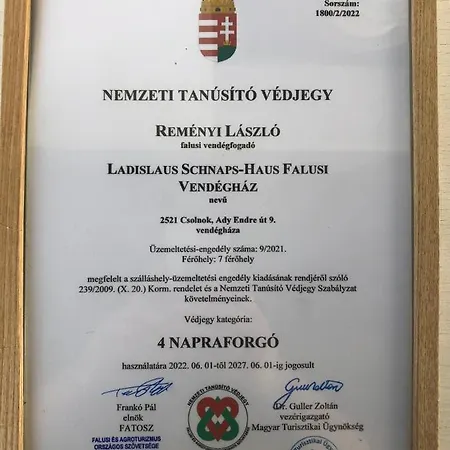 Sorszám:
1800/2/2022
NEMZETI TANÚSÍTÓ VÉDJEGY
REMÉNYI LÁSZLÓ
falusi vendégfogadó
LADISLAUS SCHNAPS-HAUS FALUSI
VENDÉGHÁZ
nevű
2521 Csolnok, Ady Endre út 9.
vendégháza
Üzemeltetési-engedély száma: 9/2021.
Férőhely: 7 férőhely
megfelelt a szálláshely-üzemeltetési engedély kiadásának rendjéről szóló
239/2009. (X. 20.) Korm. rendelet és a Nemzeti Tanúsító Védjegy Szabályzat
követelményeinek.
Védjegy kategória:
4 NAPRAFORGÓ
használatára 2022. 06. 01-től 2027. 06. 01-ig jogosult
Frankó Pál
elnök
FATOSZ
FALUSI ÉS AGROTURIZMUS
ORSZÁGOS SZÖVETSÉGE
NEMZETI TANÚSÍTÓ VÉDJEGY
Dr. Guller Zoltán
vezérigazgató
Magyar Turisztikai Ügynökség